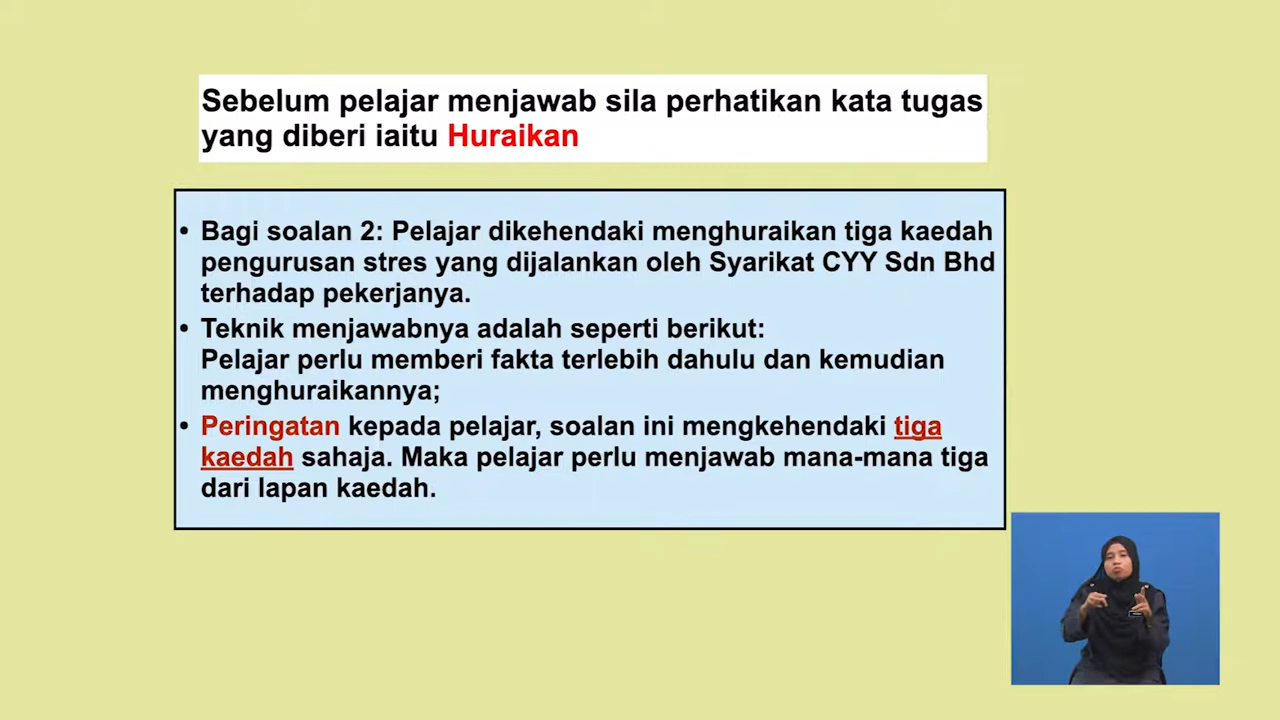 Sebelum pelajar menjawab sila perhatikan kata tugas
yang diberi iaitu Huraikan
• Bagi soalan 2: Pelajar dikehendaki menghuraikan tiga kaedah
pengurusan stres yang dijalankan oleh Syarikat CYY Sdn Bhd
terhadap pekerjanya.
• Teknik menjawabnya adalah seperti berikut:
Pelajar perlu memberi fakta terlebih dahulu dan kemudian
menghuraikannya;
• Peringatan kepada pelajar, soalan ini mengkehendaki tiga
kaedah sahaja. Maka pelajar perlu menjawab mana-mana tiga
dari lapan kaedah.